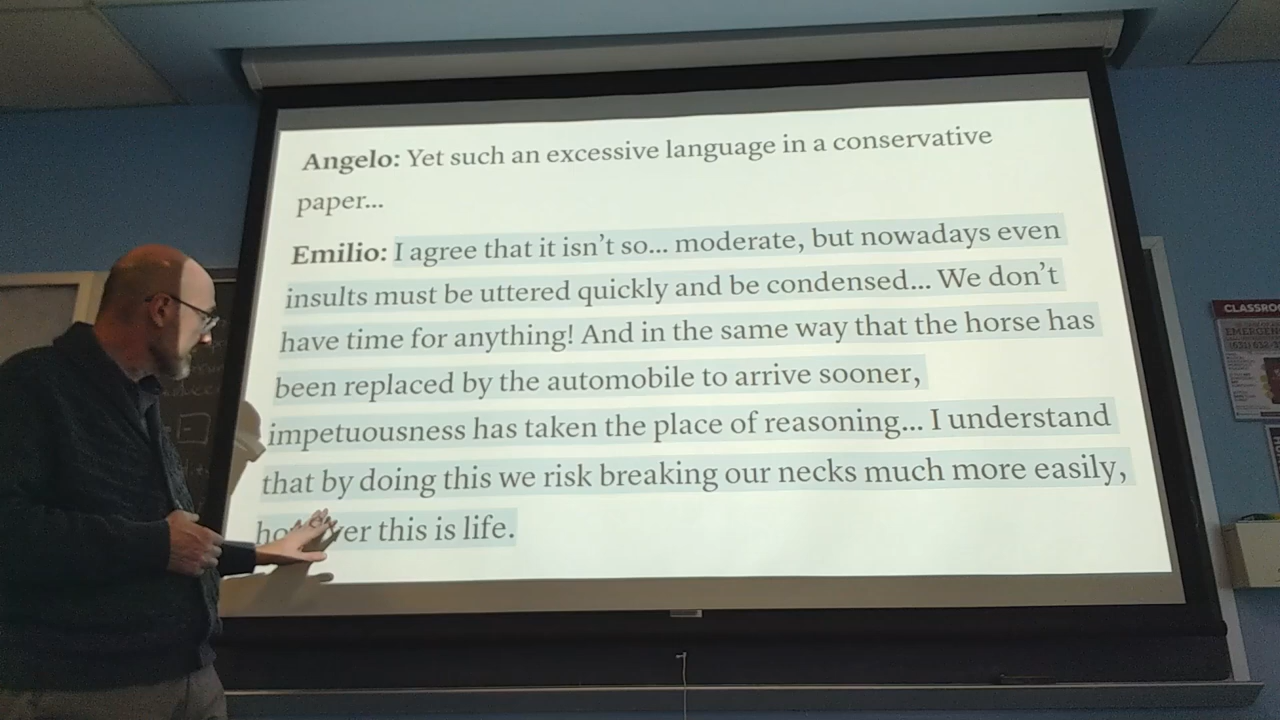 Angelo: Yet such an excessive language in a conservative
paper...
Emilio: I agree that it isn't so... moderate, but nowadays even
insults must be uttered quickly and be condensed... We don't
have time for anything! And in the same way that the horse has
been replaced by the automobile to arrive sooner,
impetuousness has taken the place of reasoning... I understand
that by doing this we risk breaking our necks much more easily,
however this is life.
CLASSROO
EMERGEN